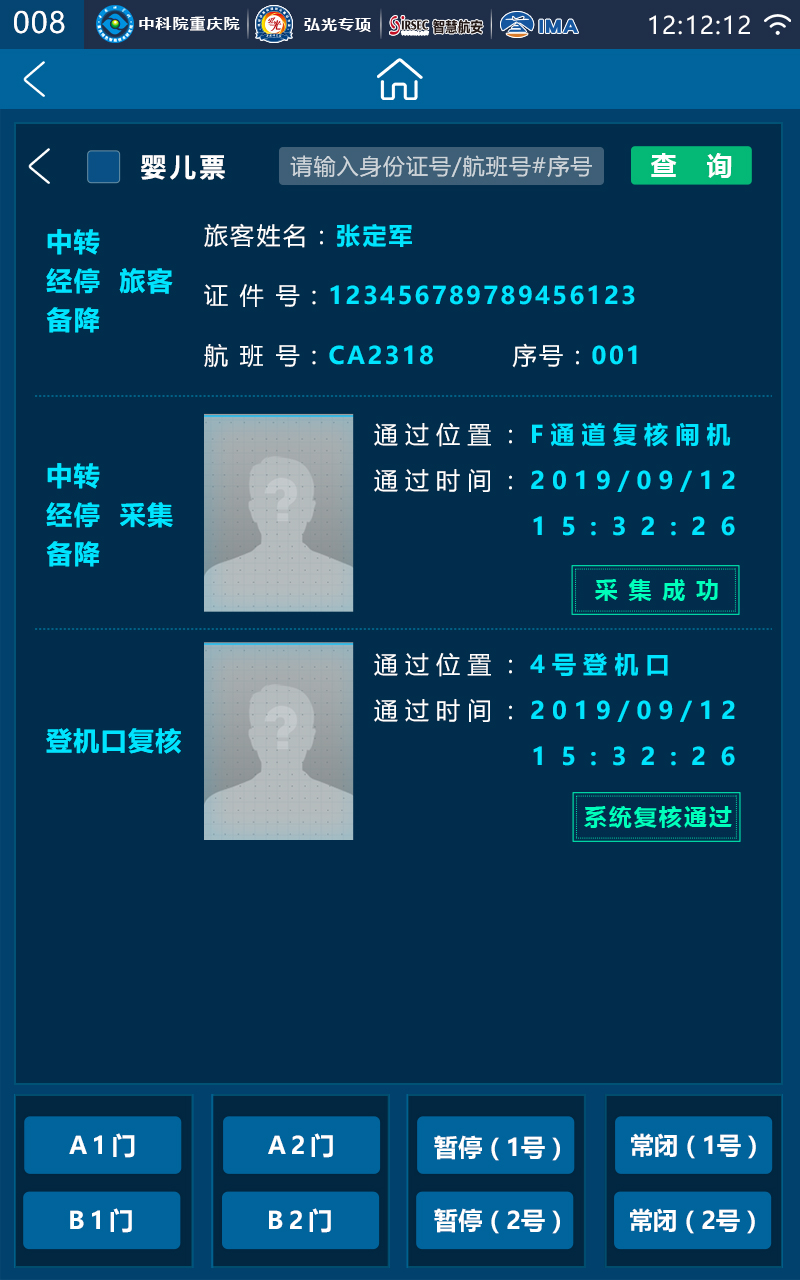 008 中科院重庆院 弘光专项 SiRSEC 智慧航安 IMA 12:12:12
婴儿票 请输入身份证号/航班号#序号 查 询
中转
经停 旅客
备降
旅客姓名：张定军
证件号：123456789789456123
航班号：CA2318 序号：001
中转
经停 采集
备降
通过位置：F通道复核闸机
通过时间：2019/09/12
15:32:26
采集成功
登机口复核
通过位置：4号登机口
通过时间：2019/09/12
15:32:26
系统复核通过
A1门 A2门 暂停(1号) 常闭(1号)
B1门 B2门 暂停(2号) 常闭(2号)